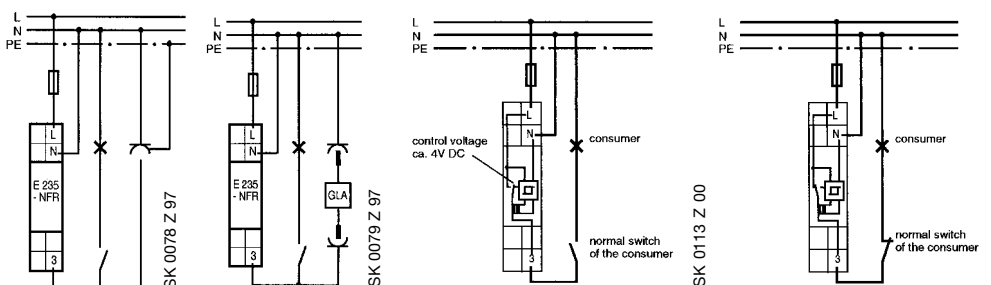 L
N
PE
L
N
E 235
- NFR
3
SK 0078 Z 97
L
N
PE
L
N
E 235
- NFR
3
GLA
SK 0079 Z 97
L
N
PE
L
N
control voltage
ca. 4V DC
3
consumer
normal switch
of the consumer
SK 0113 Z 00
L
N
PE
L
N
3
consumer
normal switch
of the consumer